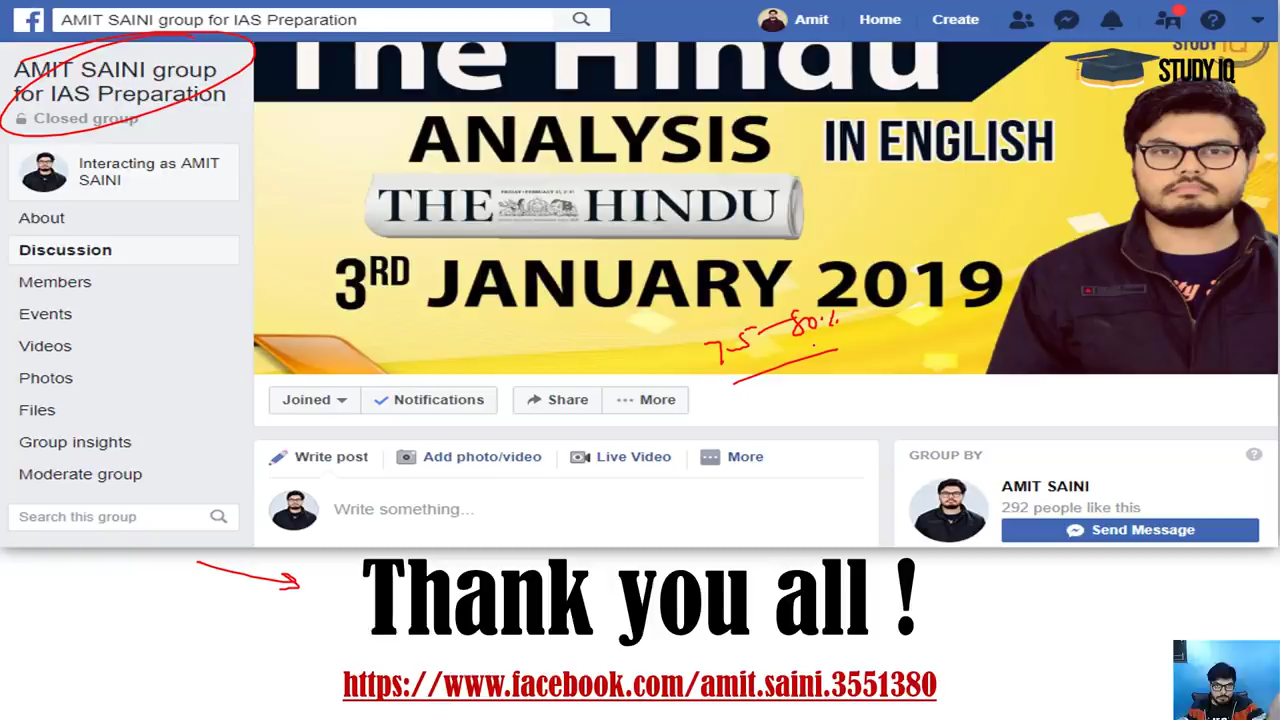 AMIT SAINI group for IAS Preparation
Amit Home Create
AMIT SAINI group
for IAS Preparation
Closed group
Interacting as AMIT
SAINI
About
Discussion
Members
Events
Videos
Photos
Files
Group insights
Moderate group
Search this group
The Hindu
STUDY IQ
STUDY IQ
ANALYSIS IN ENGLISH
THE HINDU
3RD JANUARY 2019
75-80%
Joined Notifications Share More
Write post Add photo/video Live Video More
Write something...
GROUP BY
AMIT SAINI
292 people like this
Send Message
Thank you all !
https://www.facebook.com/amit.saini.3551380